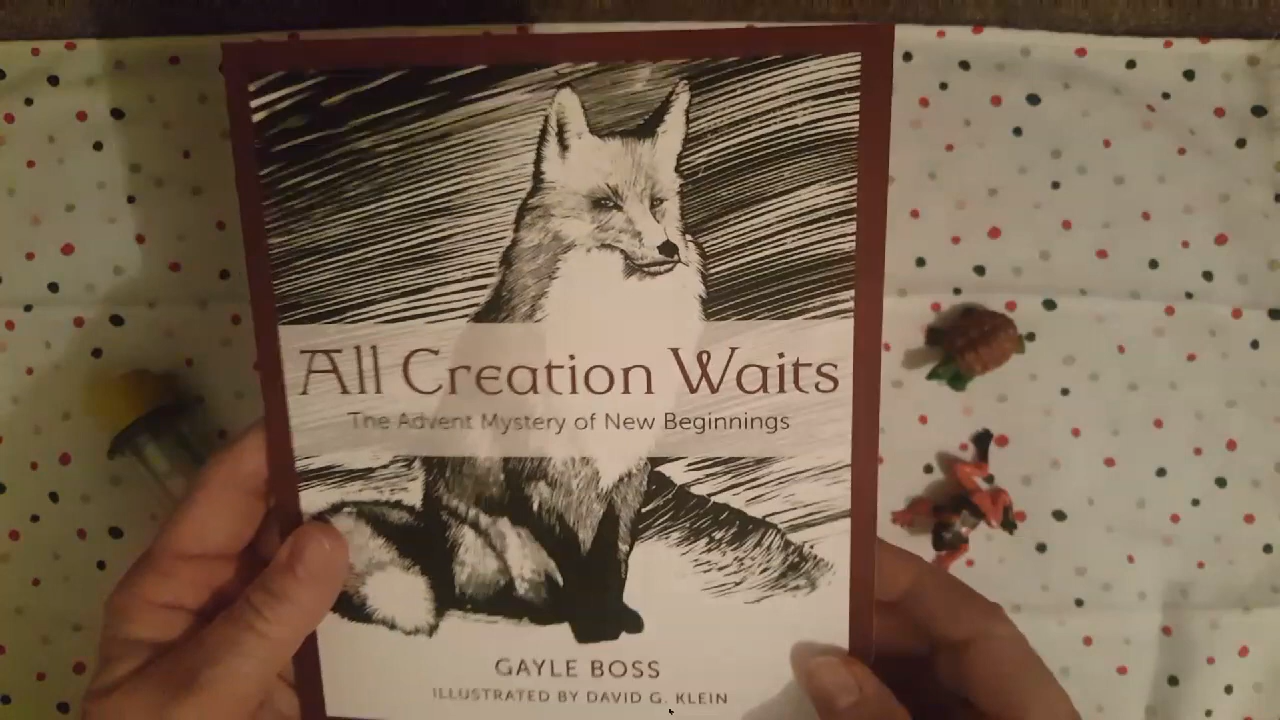 All Creation Waits
The Advent Mystery of New Beginnings
GAYLE BOSS
ILLUSTRATED BY DAVID G. KLEIN